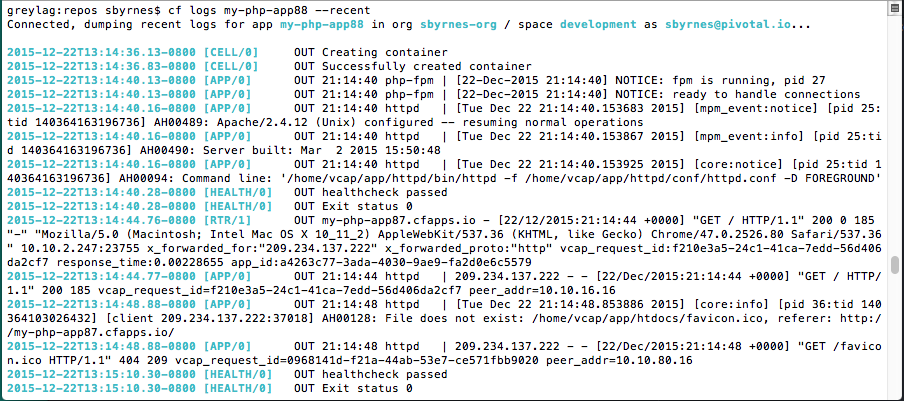 greylag:repos sbyrnes$ cf logs my-php-app88 --recent
Connected, dumping recent logs for app my-php-app88 in org sbyrnes-org / space development as sbyrnes@pivotal.io...
2015-12-22T13:14:36.13-0800 [CELL/0]     OUT Creating container
2015-12-22T13:14:36.83-0800 [CELL/0]     OUT Successfully created container
2015-12-22T13:14:40.13-0800 [APP/0]      OUT 21:14:40 php-fpm | [22-Dec-2015 21:14:40] NOTICE: fpm is running, pid 27
2015-12-22T13:14:40.13-0800 [APP/0]      OUT 21:14:40 php-fpm | [22-Dec-2015 21:14:40] NOTICE: ready to handle connections
2015-12-22T13:14:40.16-0800 [APP/0]      OUT 21:14:40 httpd   | [Tue Dec 22 21:14:40.153683 2015] [mpm_event:notice] [pid 25:
tid 140364163196736] AH00489: Apache/2.4.12 (Unix) configured -- resuming normal operations
2015-12-22T13:14:40.16-0800 [APP/0]      OUT 21:14:40 httpd   | [Tue Dec 22 21:14:40.153867 2015] [mpm_event:info] [pid 25:ti
d 140364163196736] AH00490: Server built: Mar  2 2015 15:50:48
2015-12-22T13:14:40.16-0800 [APP/0]      OUT 21:14:40 httpd   | [Tue Dec 22 21:14:40.153925 2015] [core:notice] [pid 25:tid 1
40364163196736] AH00094: Command line: '/home/vcap/app/httpd/bin/httpd -f /home/vcap/app/httpd/conf/httpd.conf -D FOREGROUND'
2015-12-22T13:14:40.28-0800 [HEALTH/0]   OUT healthcheck passed
2015-12-22T13:14:40.28-0800 [HEALTH/0]   OUT Exit status 0
2015-12-22T13:14:44.76-0800 [RTR/1]      OUT my-php-app87.cfapps.io - [22/12/2015:21:14:44 +0000] "GET / HTTP/1.1" 200 0 185
"-" "Mozilla/5.0 (Macintosh; Intel Mac OS X 10_11_2) AppleWebKit/537.36 (KHTML, like Gecko) Chrome/47.0.2526.80 Safari/537.36
" 10.10.2.247:23755 x_forwarded_for:"209.234.137.222" x_forwarded_proto:"http" vcap_request_id:f210e3a5-24c1-41ca-7edd-56d406
da2cf7 response_time:0.00228655 app_id:a4263c77-3ada-4030-9ae9-fa2d0e6c5579
2015-12-22T13:14:44.77-0800 [APP/0]      OUT 21:14:44 httpd   | 209.234.137.222 - - [22/Dec/2015:21:14:44 +0000] "GET / HTTP/
1.1" 200 185 vcap_request_id=f210e3a5-24c1-41ca-7edd-56d406da2cf7 peer_addr=10.10.16.16
2015-12-22T13:14:48.88-0800 [APP/0]      OUT 21:14:48 httpd   | [Tue Dec 22 21:14:48.853886 2015] [core:info] [pid 36:tid 140
364103026432] [client 209.234.137.222:37018] AH00128: File does not exist: /home/vcap/app/htdocs/favicon.ico, referer: http:/
/my-php-app87.cfapps.io/
2015-12-22T13:14:48.88-0800 [APP/0]      OUT 21:14:48 httpd   | 209.234.137.222 - - [22/Dec/2015:21:14:48 +0000] "GET /favico
n.ico HTTP/1.1" 404 209 vcap_request_id=0968141d-f21a-44ab-53e7-ce571fbb9020 peer_addr=10.10.80.16
2015-12-22T13:15:10.30-0800 [HEALTH/0]   OUT healthcheck passed
2015-12-22T13:15:10.30-0800 [HEALTH/0]   OUT Exit status 0